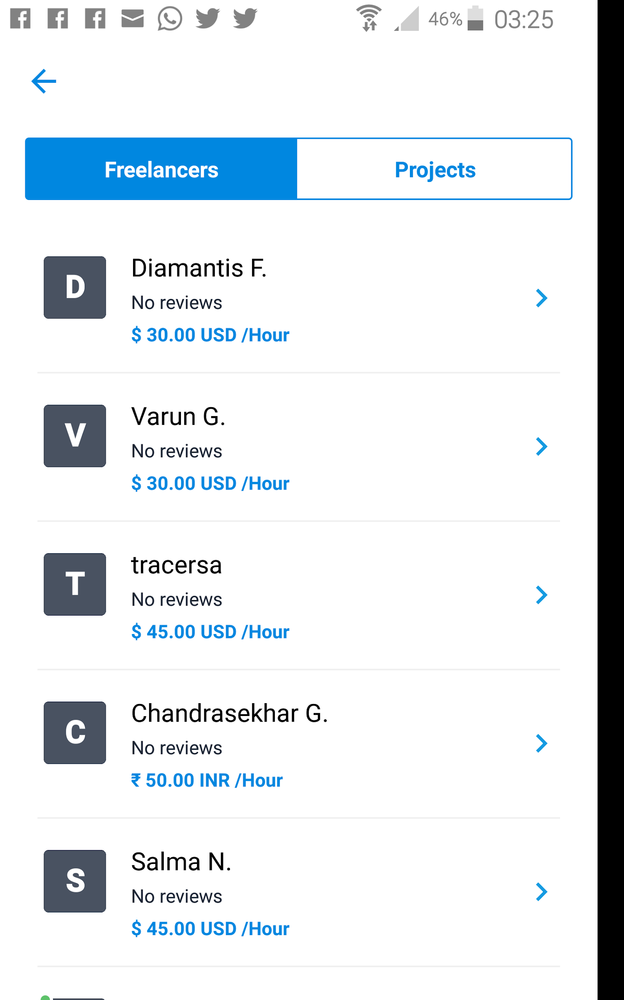 46% 03:25
Freelancers Projects
D
Diamantis F.
No reviews
$ 30.00 USD /Hour
V
Varun G.
No reviews
$ 30.00 USD /Hour
T
tracersa
No reviews
$ 45.00 USD /Hour
C
Chandrasekhar G.
No reviews
₹ 50.00 INR /Hour
S
Salma N.
No reviews
$ 45.00 USD /Hour